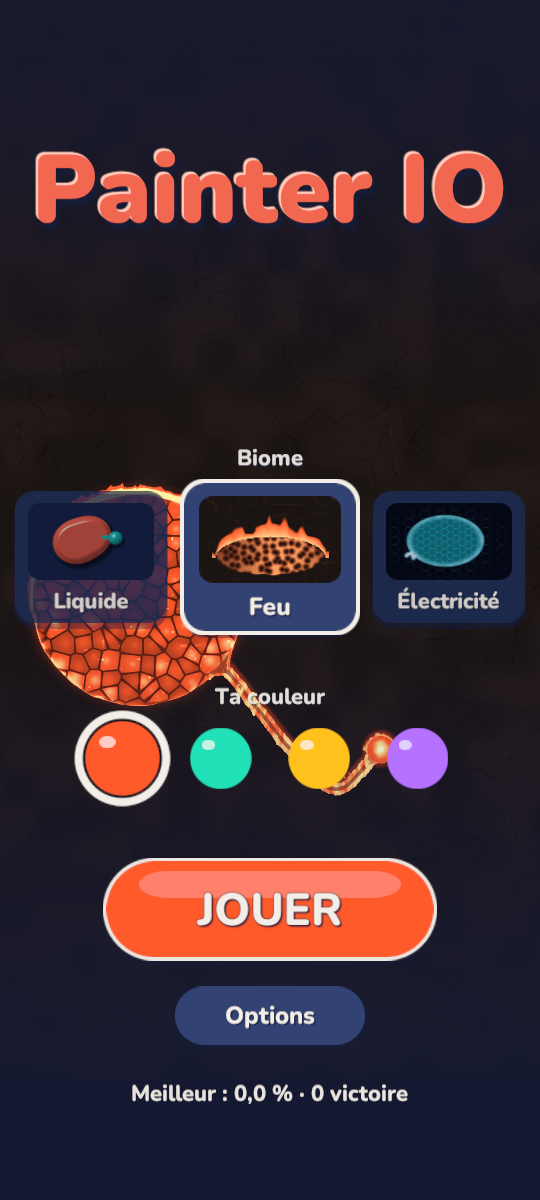 Painter IO
Biome
Liquide
Feu
Électricité
Ta couleur
JOUER
Options
Meilleur : 0,0 % · 0 victoire